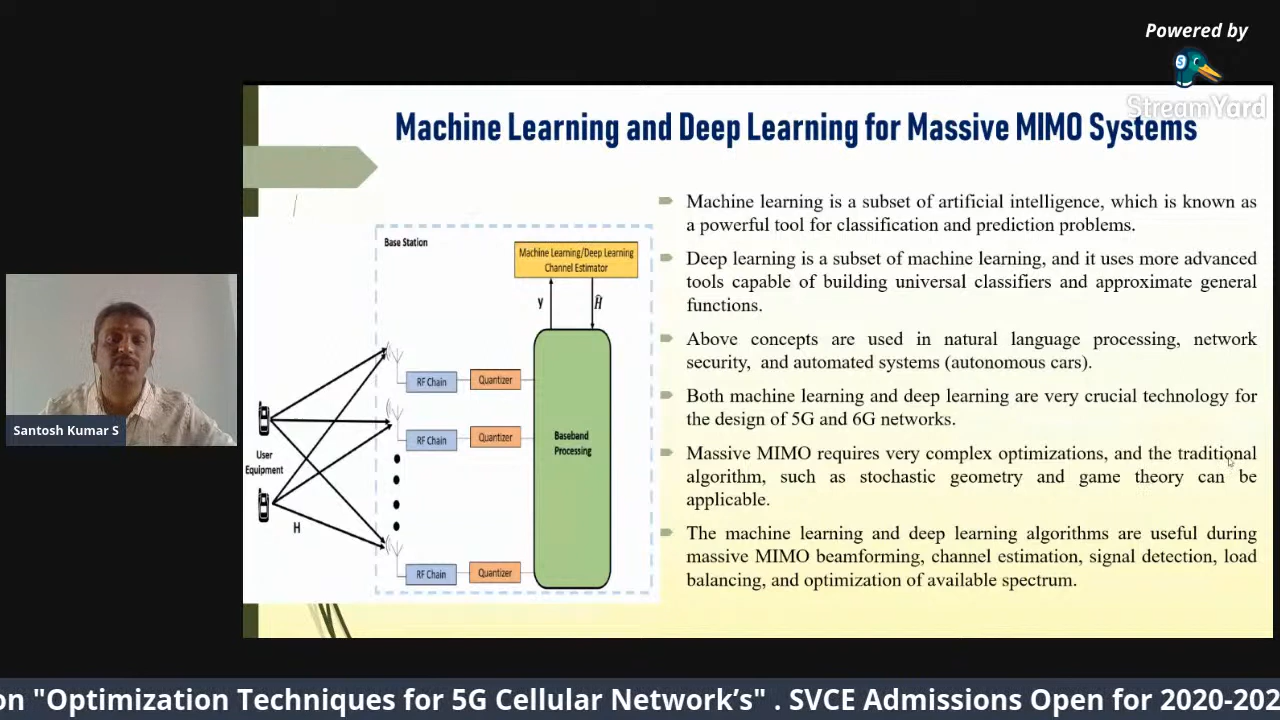 Powered by
StreamYard
Machine Learning and Deep Learning for Massive MIMO Systems
Machine learning is a subset of artificial intelligence, which is known as
a powerful tool for classification and prediction problems.
Deep learning is a subset of machine learning, and it uses more advanced
tools capable of building universal classifiers and approximate general
functions.
Above concepts are used in natural language processing, network
security, and automated systems (autonomous cars).
Both machine learning and deep learning are very crucial technology for
the design of 5G and 6G networks.
Massive MIMO requires very complex optimizations, and the traditional
algorithm, such as stochastic geometry and game theory can be
applicable.
The machine learning and deep learning algorithms are useful during
massive MIMO beamforming, channel estimation, signal detection, load
balancing, and optimization of available spectrum.
Base Station
Machine Learning/Deep Learning
Channel Estimator
y
Ĥ
RF Chain
Quantizer
RF Chain
Quantizer
Baseband
Processing
User
Equipment
H
RF Chain
Quantizer
Santosh Kumar S
on "Optimization Techniques for 5G Cellular Network’s" . SVCE Admissions Open for 2020-202